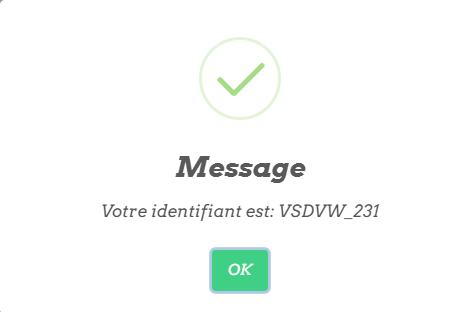 Message
Votre identifiant est: VSDVW_231
OK